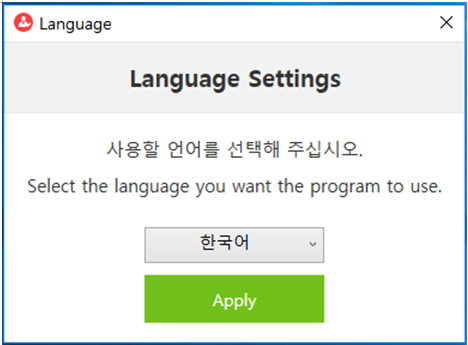 Language
Language Settings
사용할 언어를 선택해 주십시오.
Select the language you want the program to use.
한국어
Apply